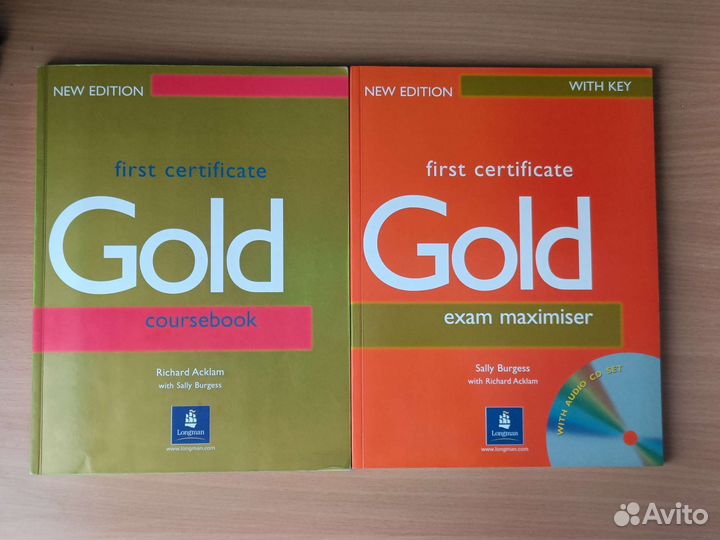 NEW EDITION
first certificate
Gold
coursebook
Richard Acklam
with Sally Burgess
Longman
www.longman.com
NEW EDITION
WITH KEY
first certificate
Gold
exam maximiser
Sally Burgess
with Richard Acklam
Longman
www.longman.com
WITH AUDIO CD SET
Avito